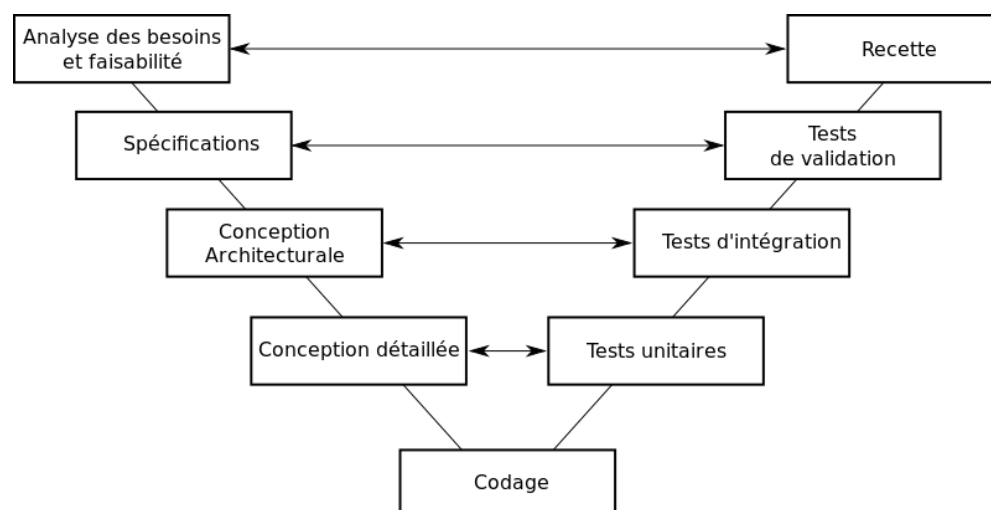 Analyse des besoins
et faisabilité
Recette
Spécifications
Tests
de validation
Conception
Architecturale
Tests d'intégration
Conception détaillée
Tests unitaires
Codage